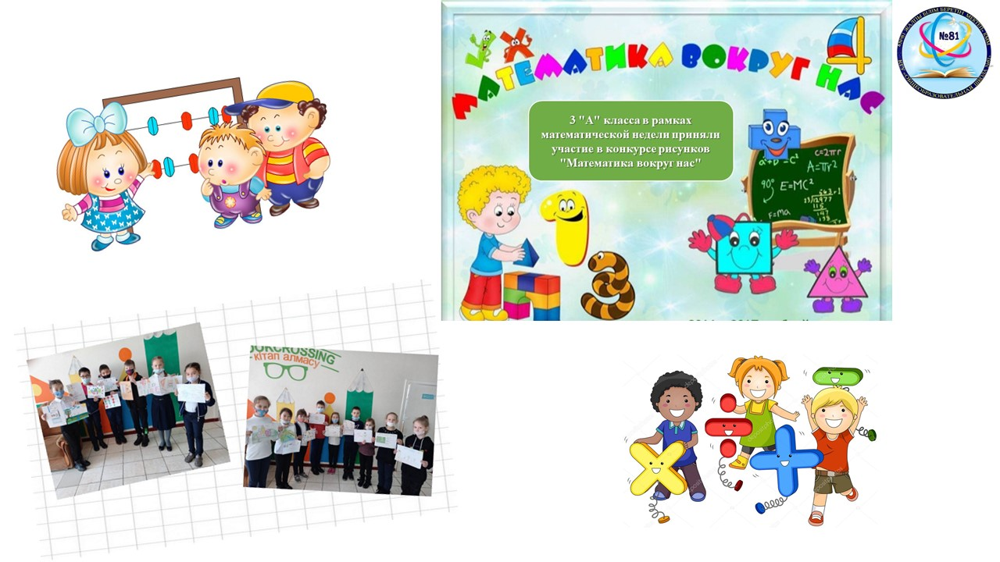 МАТЕМАТИКА ВОКРУГ НАС
3 "А" класса в рамках
математической недели приняли
участие в конкурсе рисунков
"Математика вокруг нас"
№81
C=2πr
A=πr²
90°
E=MC²
F=ma
OOKCROSSING
кітап алмасу